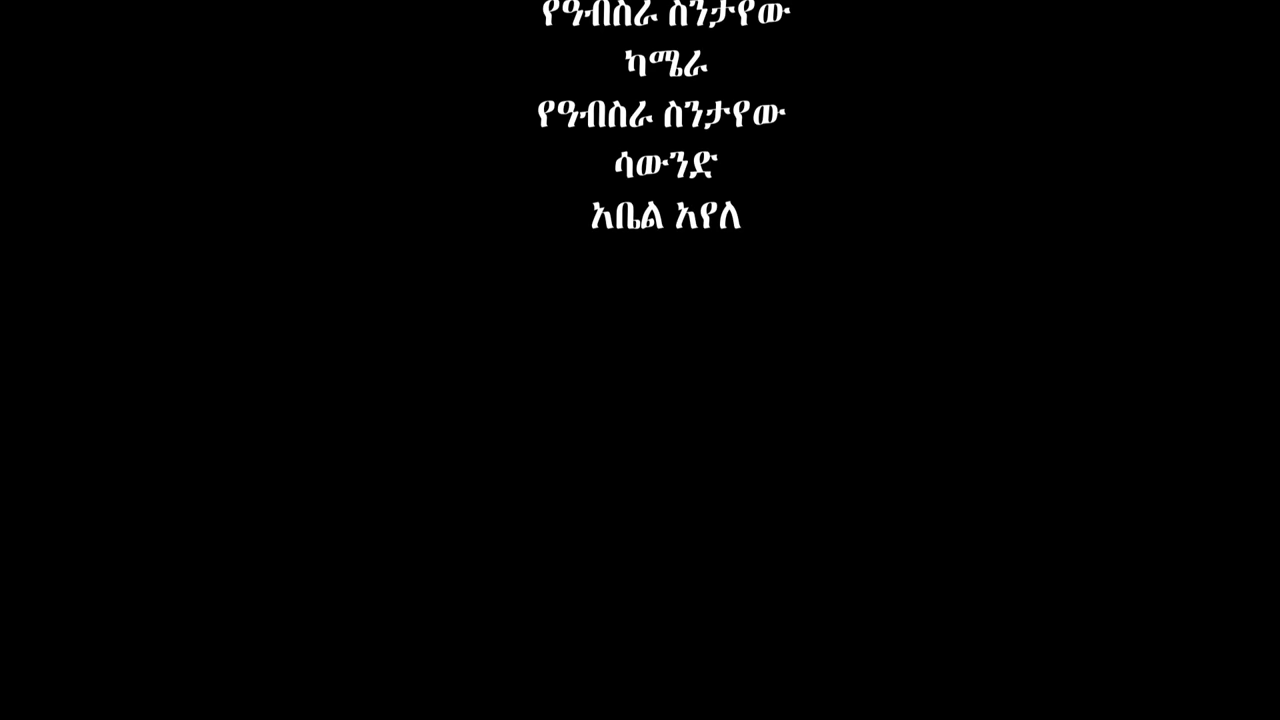 የዓብስራ ስንታየው
ካሜራ
የዓብስራ ስንታየው
ሳውንድ
አቤል አየለ